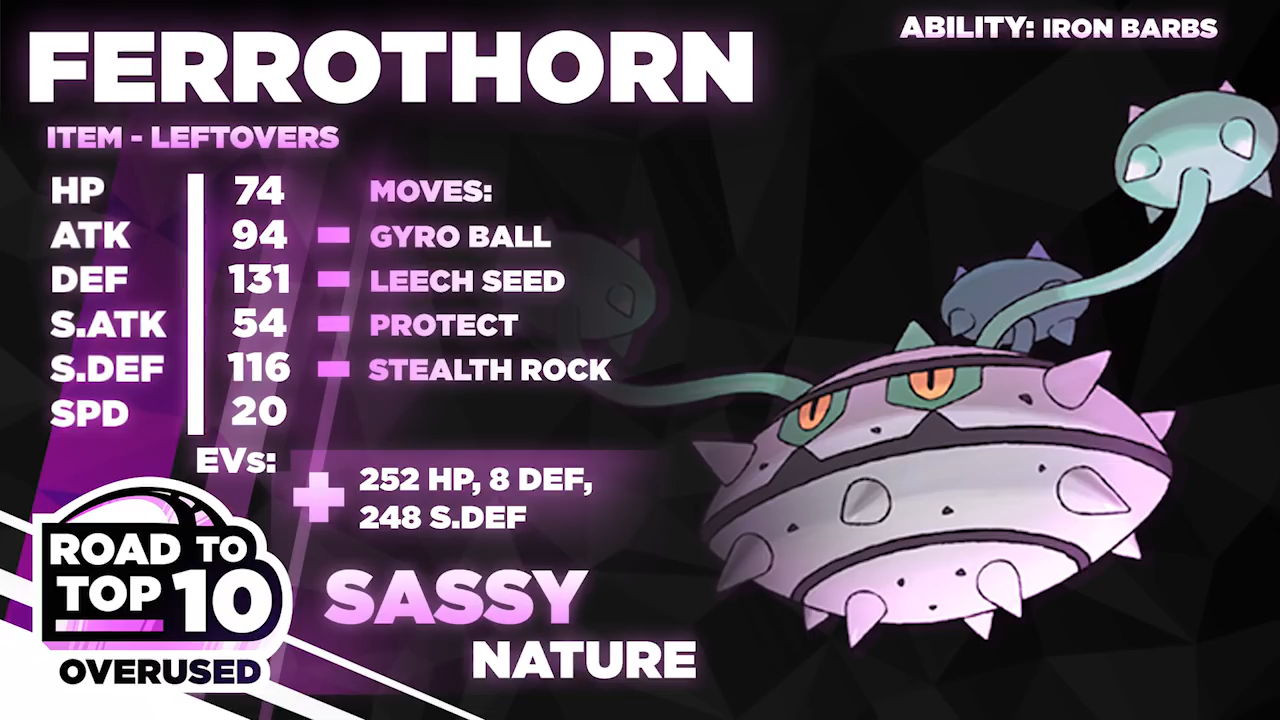 FERROTHORN
ABILITY: IRON BARBS
ITEM - LEFTOVERS
HP 74 MOVES:
ATK 94 - GYRO BALL
DEF 131 - LEECH SEED
S.ATK 54 - PROTECT
S.DEF 116 - STEALTH ROCK
SPD 20
EVs:
+ 252 HP, 8 DEF,
248 S.DEF
SASSY
NATURE
ROAD TO
TOP 10
OVERUSED